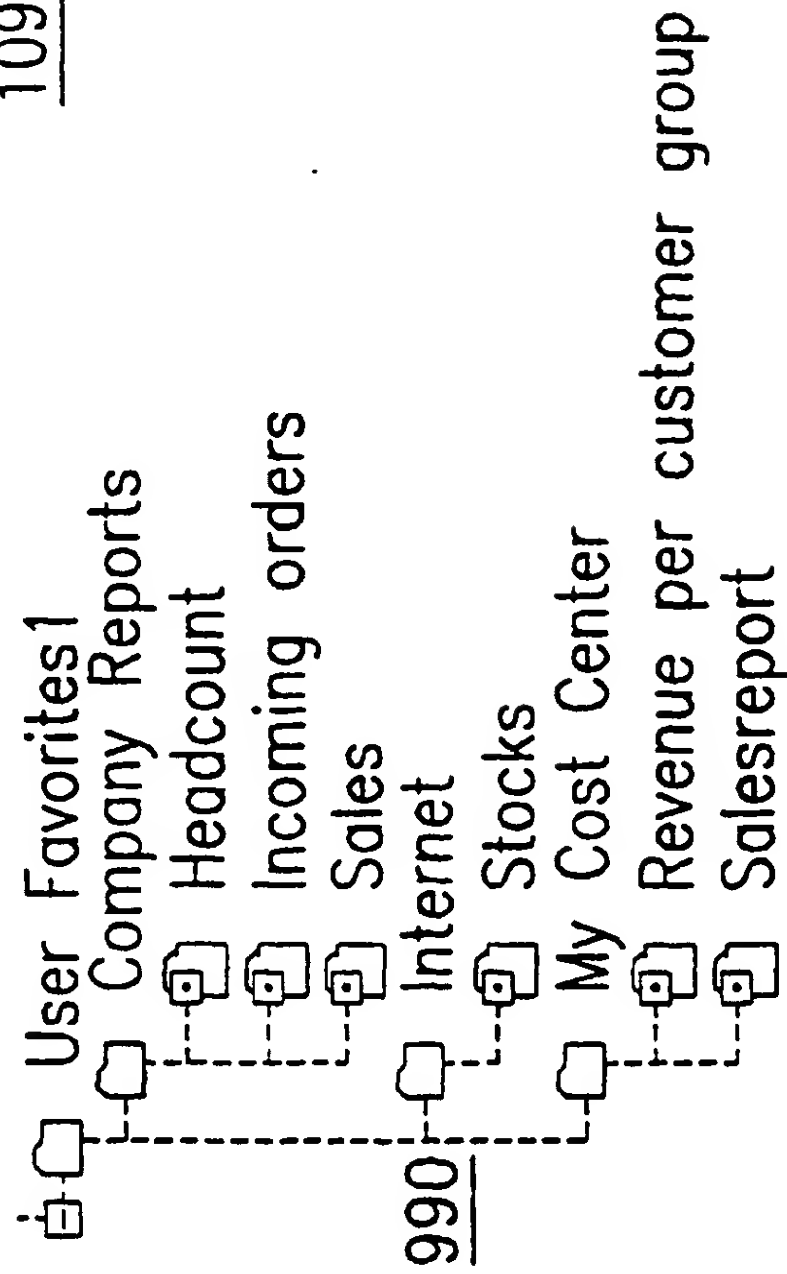 109
User Favorites1
Company Reports
Headcount
Incoming orders
Sales
Internet
990
Stocks
My Cost Center
Revenue per customer group
Salesreport